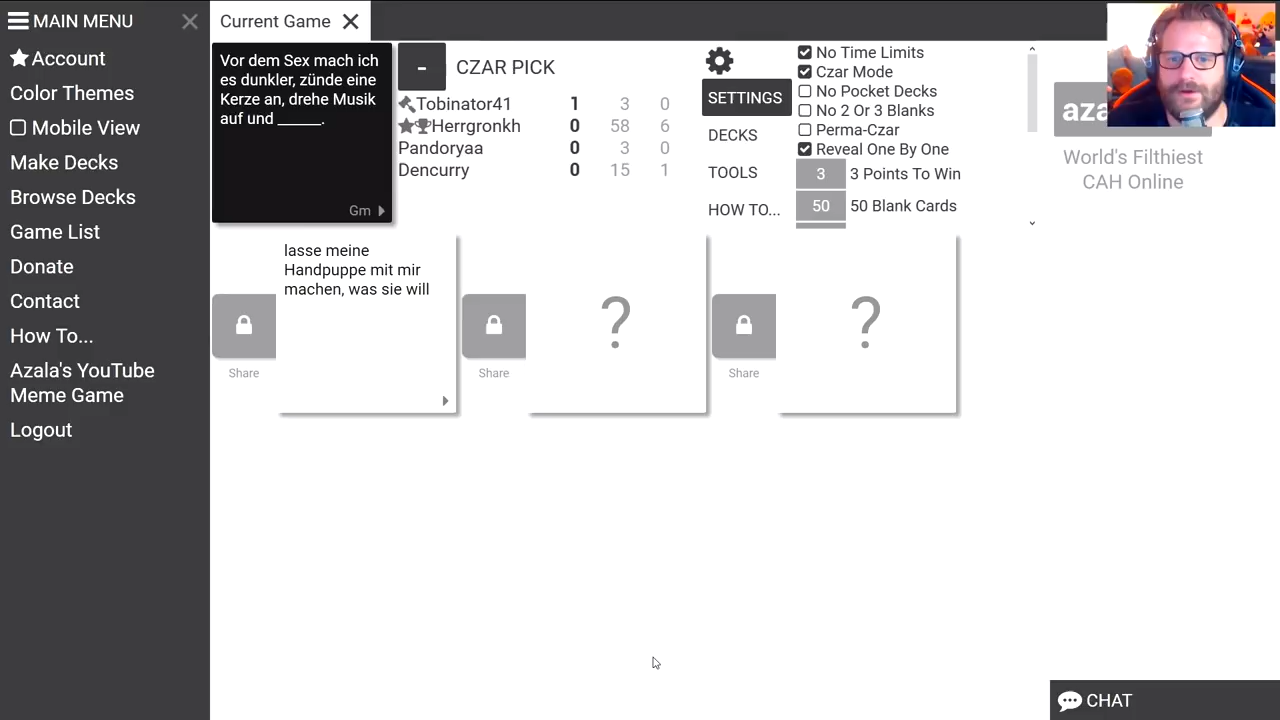 MAIN MENU
Account
Color Themes
Mobile View
Make Decks
Browse Decks
Game List
Donate
Contact
How To...
Azala's YouTube
Meme Game
Logout
Current Game
Vor dem Sex mach ich
es dunkler, zünde eine
Kerze an, drehe Musik
auf und ______.
Gm
-
CZAR PICK
Tobinator41 1 3 0
Herrgronkh 0 58 6
Pandoryaa 0 3 0
Dencurry 0 15 1
SETTINGS
DECKS
TOOLS
HOW TO...
No Time Limits
Czar Mode
No Pocket Decks
No 2 Or 3 Blanks
Perma-Czar
Reveal One By One
3 3 Points To Win
50 50 Blank Cards
aza
World's Filthiest
CAH Online
lasse meine
Handpuppe mit mir
machen, was sie will
Share
?
Share
?
Share
CHAT